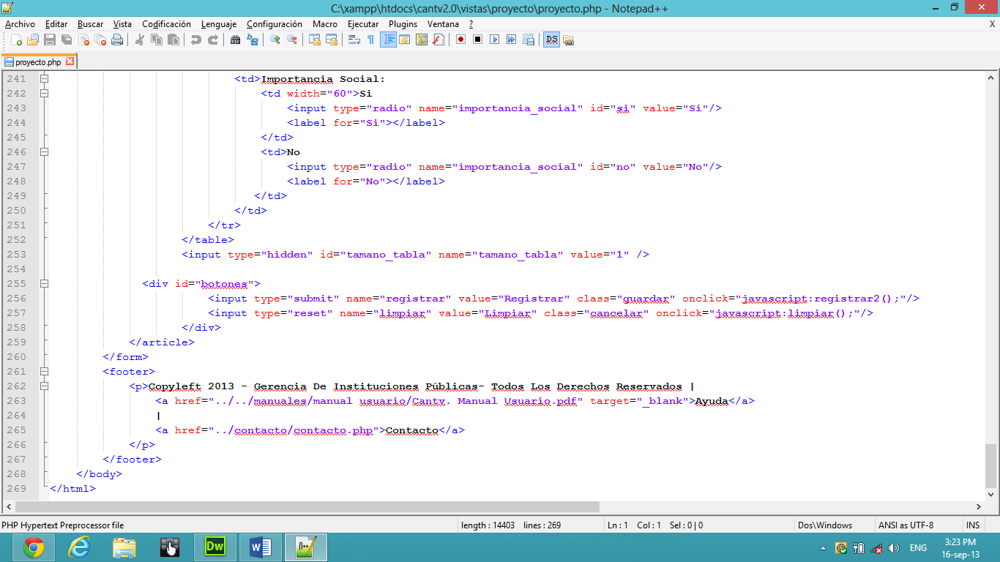 C:\xampp\htdocs\cantv2.0\vistas\proyecto\proyecto.php - Notepad++
Archivo Editar Buscar Vista Codificación Lenguaje Configuración Macro Ejecutar Plugins Ventana ? X
proyecto.php
241 <td>Importancia Social:
242 <td width="60">Si
243 <input type="radio" name="importancia_social" id="si" value="Si"/>
244 <label for="Si"></label>
245 </td>
246 <td>No
247 <input type="radio" name="importancia_social" id="no" value="No"/>
248 <label for="No"></label>
249 </td>
250 </td>
251 </tr>
252 </table>
253 <input type="hidden" id="tamano_tabla" name="tamano_tabla" value="1" />
254
255 <div id="botones">
256 <input type="submit" name="registrar" value="Registrar" class="guardar" onclick="javascript:registrar2();"/>
257 <input type="reset" name="limpiar" value="Limpiar" class="cancelar" onclick="javascript:limpiar();"/>
258 </div>
259 </article>
260 </form>
261 <footer>
262 <p>Copyleft 2013 - Gerencia De Instituciones Públicas- Todos Los Derechos Reservados |
263 <a href="../../manuales/manual usuario/Cantv. Manual Usuario.pdf" target="_blank">Ayuda</a>
264 |
265 <a href="../contacto/contacto.php">Contacto</a>
266 </p>
267 </footer>
268 </body>
269 </html>
PHP Hypertext Preprocessor file length : 14403 lines : 269 Ln : 1 Col : 1 Sel : 0 | 0 Dos\Windows ANSI as UTF-8 INS
Dw
ENG
3:23 PM
16-sep-13